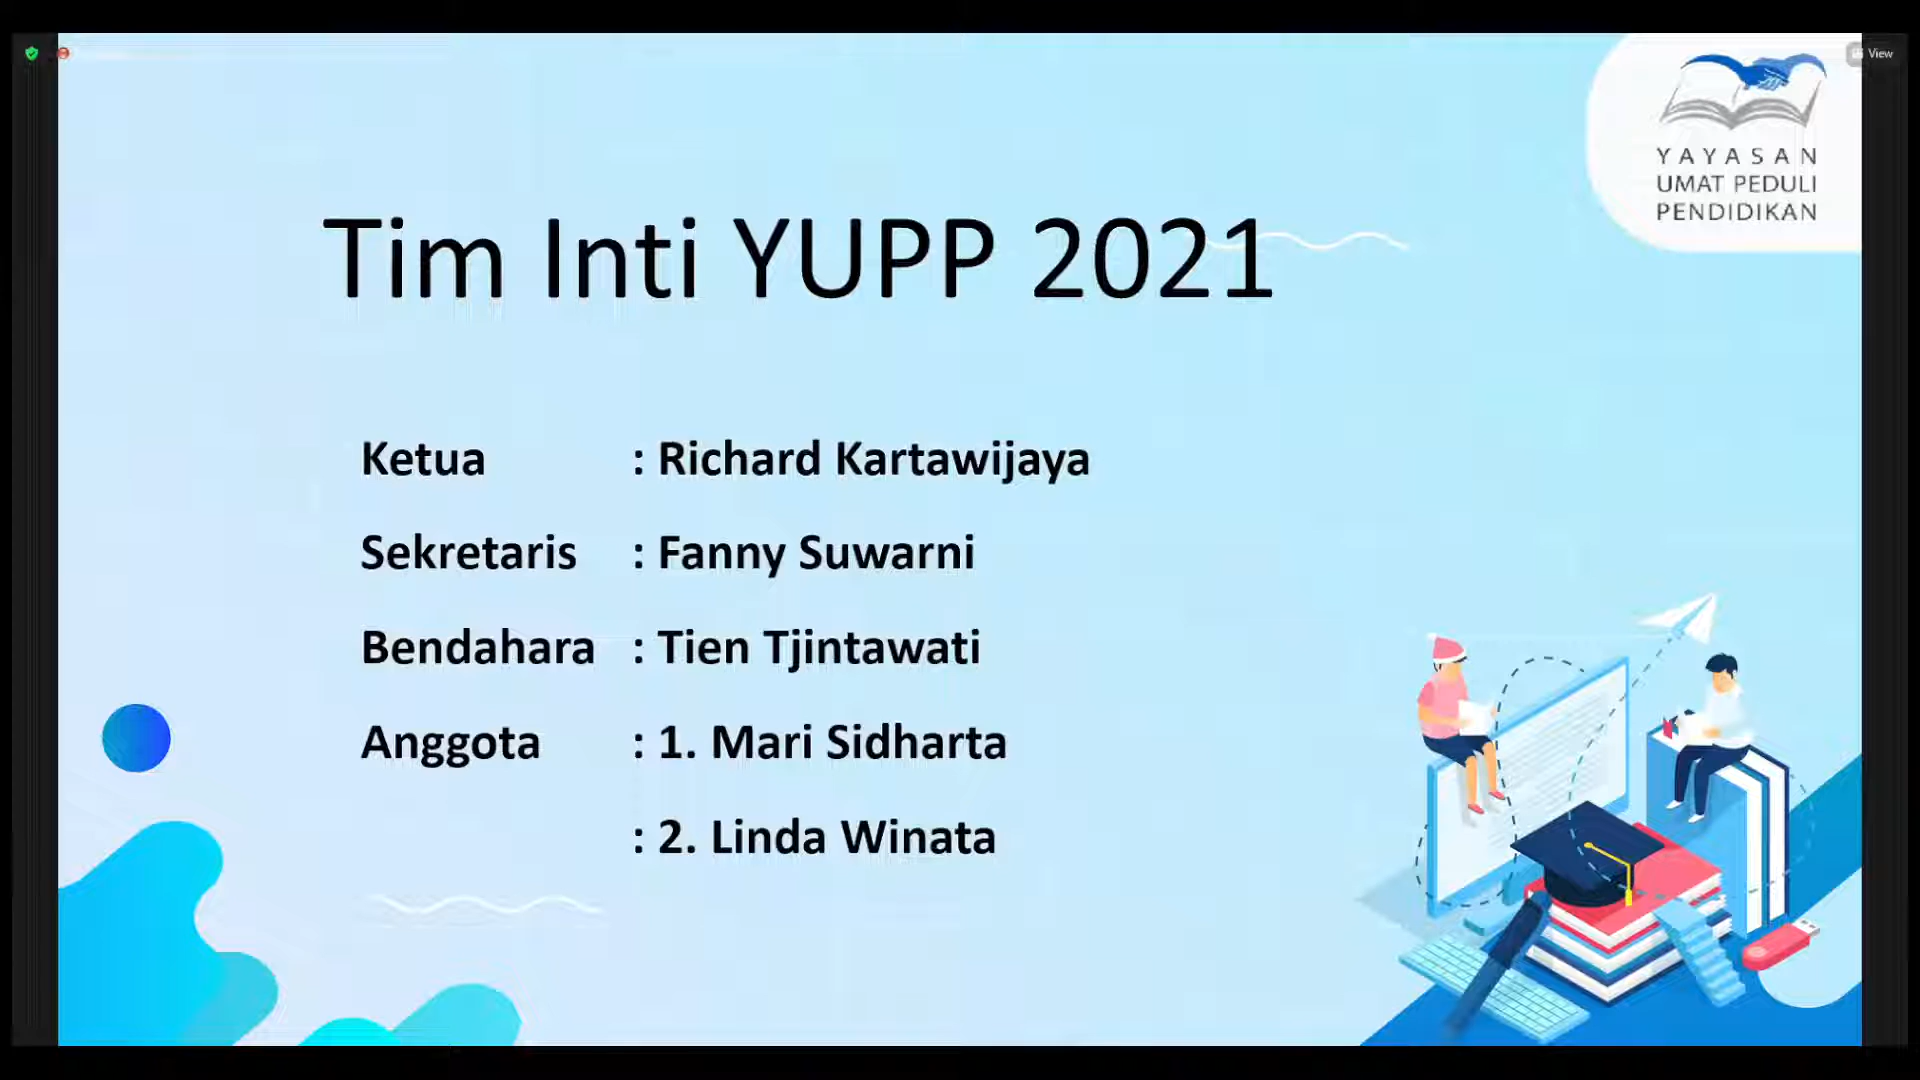 View
YAYASAN
UMAT PEDULI
PENDIDIKAN
Tim Inti YUPP 2021
Ketua : Richard Kartawijaya
Sekretaris : Fanny Suwarni
Bendahara : Tien Tjintawati
Anggota : 1. Mari Sidharta
: 2. Linda Winata